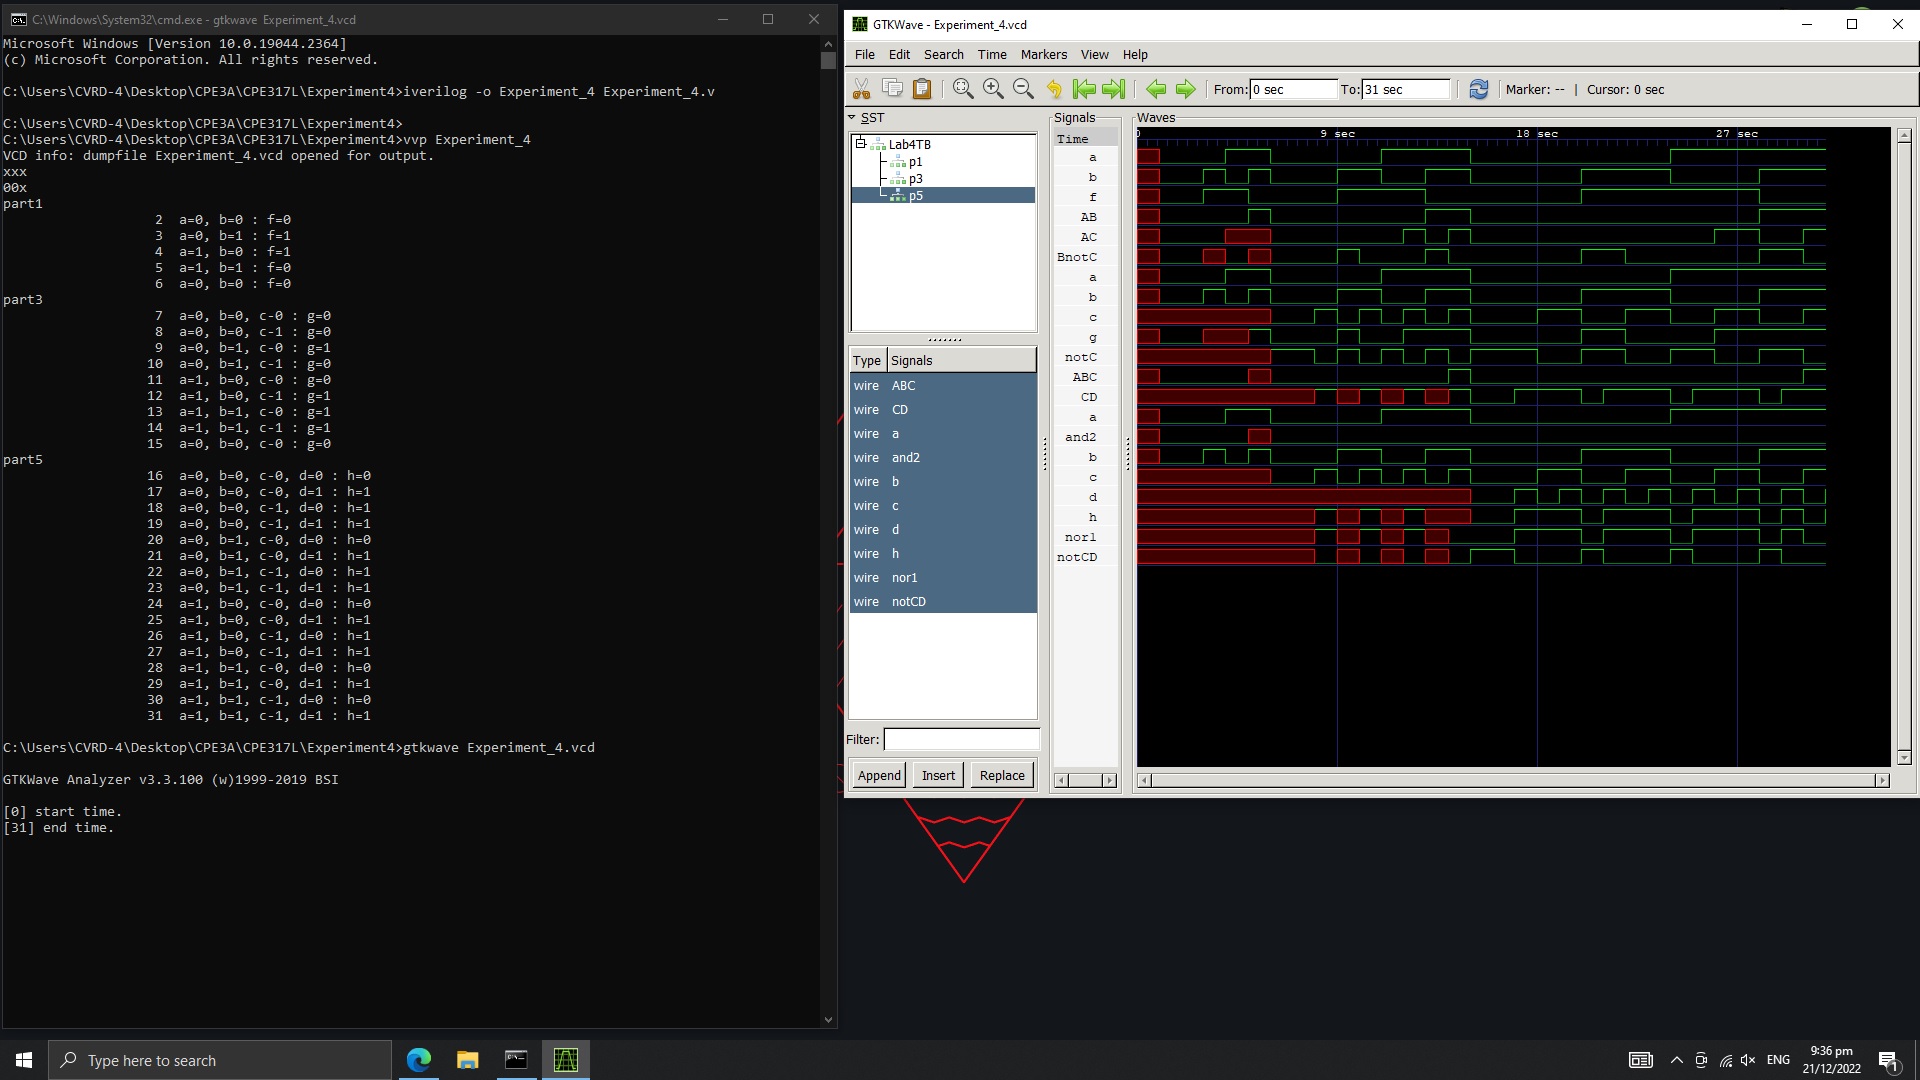 C:\Windows\System32\cmd.exe - gtkwave Experiment_4.vcd
Microsoft Windows [Version 10.0.19044.2364]
(c) Microsoft Corporation. All rights reserved.
C:\Users\CVRD-4\Desktop\CPE3A\CPE317L\Experiment4>iverilog -o Experiment_4 Experiment_4.v
C:\Users\CVRD-4\Desktop\CPE3A\CPE317L\Experiment4>
C:\Users\CVRD-4\Desktop\CPE3A\CPE317L\Experiment4>vvp Experiment_4
VCD info: dumpfile Experiment_4.vcd opened for output.
xxx
00x
part1
2 a=0, b=0 : f=0
3 a=0, b=1 : f=1
4 a=1, b=0 : f=1
5 a=1, b=1 : f=0
6 a=0, b=0 : f=0
part3
7 a=0, b=0, c-0 : g=0
8 a=0, b=0, c-1 : g=0
9 a=0, b=1, c-0 : g=1
10 a=0, b=1, c-1 : g=0
11 a=1, b=0, c-0 : g=0
12 a=1, b=0, c-1 : g=1
13 a=1, b=1, c-0 : g=1
14 a=1, b=1, c-1 : g=1
15 a=0, b=0, c-0 : g=0
part5
16 a=0, b=0, c-0, d=0 : h=0
17 a=0, b=0, c-0, d=1 : h=1
18 a=0, b=0, c-1, d=0 : h=1
19 a=0, b=0, c-1, d=1 : h=1
20 a=0, b=1, c-0, d=0 : h=0
21 a=0, b=1, c-0, d=1 : h=1
22 a=0, b=1, c-1, d=0 : h=1
23 a=0, b=1, c-1, d=1 : h=1
24 a=1, b=0, c-0, d=0 : h=0
25 a=1, b=0, c-0, d=1 : h=1
26 a=1, b=0, c-1, d=0 : h=1
27 a=1, b=0, c-1, d=1 : h=1
28 a=1, b=1, c-0, d=0 : h=0
29 a=1, b=1, c-0, d=1 : h=1
30 a=1, b=1, c-1, d=0 : h=0
31 a=1, b=1, c-1, d=1 : h=1
C:\Users\CVRD-4\Desktop\CPE3A\CPE317L\Experiment4>gtkwave Experiment_4.vcd
GTKWave Analyzer v3.3.100 (w)1999-2019 BSI
[0] start time.
[31] end time.
GTKWave - Experiment_4.vcd
File Edit Search Time Markers View Help
From: 0 sec To: 31 sec Marker: -- | Cursor: 0 sec
SST
Lab4TB
p1
p3
p5
Type Signals
wire ABC
wire CD
wire a
wire and2
wire b
wire c
wire d
wire h
wire nor1
wire notCD
Filter:
Append Insert Replace
Signals
Time
a
b
f
AB
AC
BnotC
a
b
c
g
notC
ABC
CD
a
and2
b
c
d
h
nor1
notCD
Waves
0 9 sec 18 sec 27 sec
Type here to search
ENG
9:36 pm
21/12/2022
1